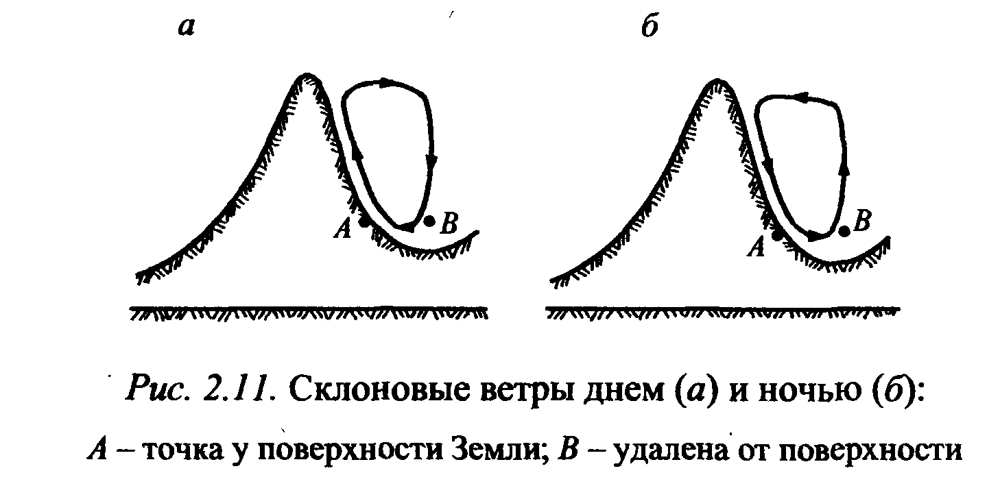 а б
А В А В
Рис. 2.11. Склоновые ветры днем (а) и ночью (б):
А – точка у поверхности Земли; В – удалена от поверхности